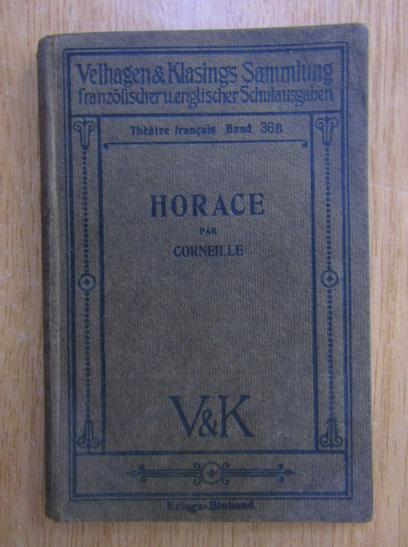 Velhagen & Klasings Sammlung
französischer u. englischer Schulausgaben
Théâtre français Band 36B
HORACE
PAR
CORNEILLE
V&K
Kriegs-Einband